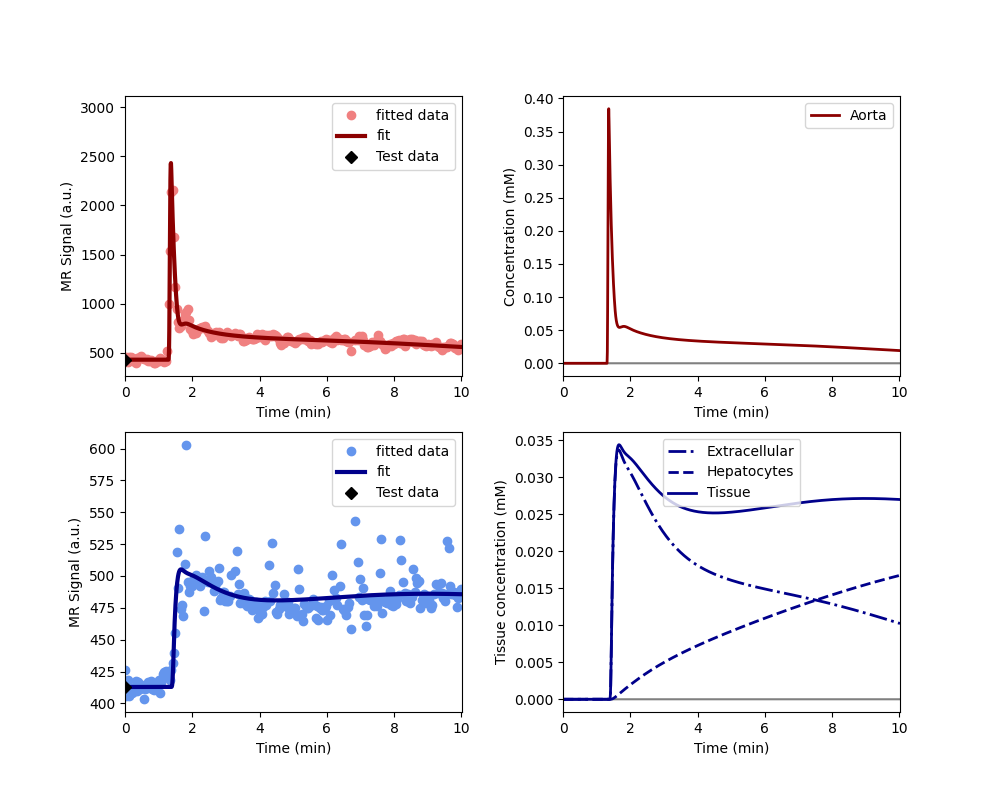 3000
2500
2000
1500
1000
500
MR Signal (a.u.)
fitted data
fit
Test data
0 2 4 6 8 10
Time (min)
0.40
0.35
0.30
0.25
0.20
0.15
0.10
0.05
0.00
Concentration (mM)
Aorta
0 2 4 6 8 10
Time (min)
600
575
550
525
500
475
450
425
400
MR Signal (a.u.)
fitted data
fit
Test data
0 2 4 6 8 10
Time (min)
0.035
0.030
0.025
0.020
0.015
0.010
0.005
0.000
Tissue concentration (mM)
Extracellular
Hepatocytes
Tissue
0 2 4 6 8 10
Time (min)